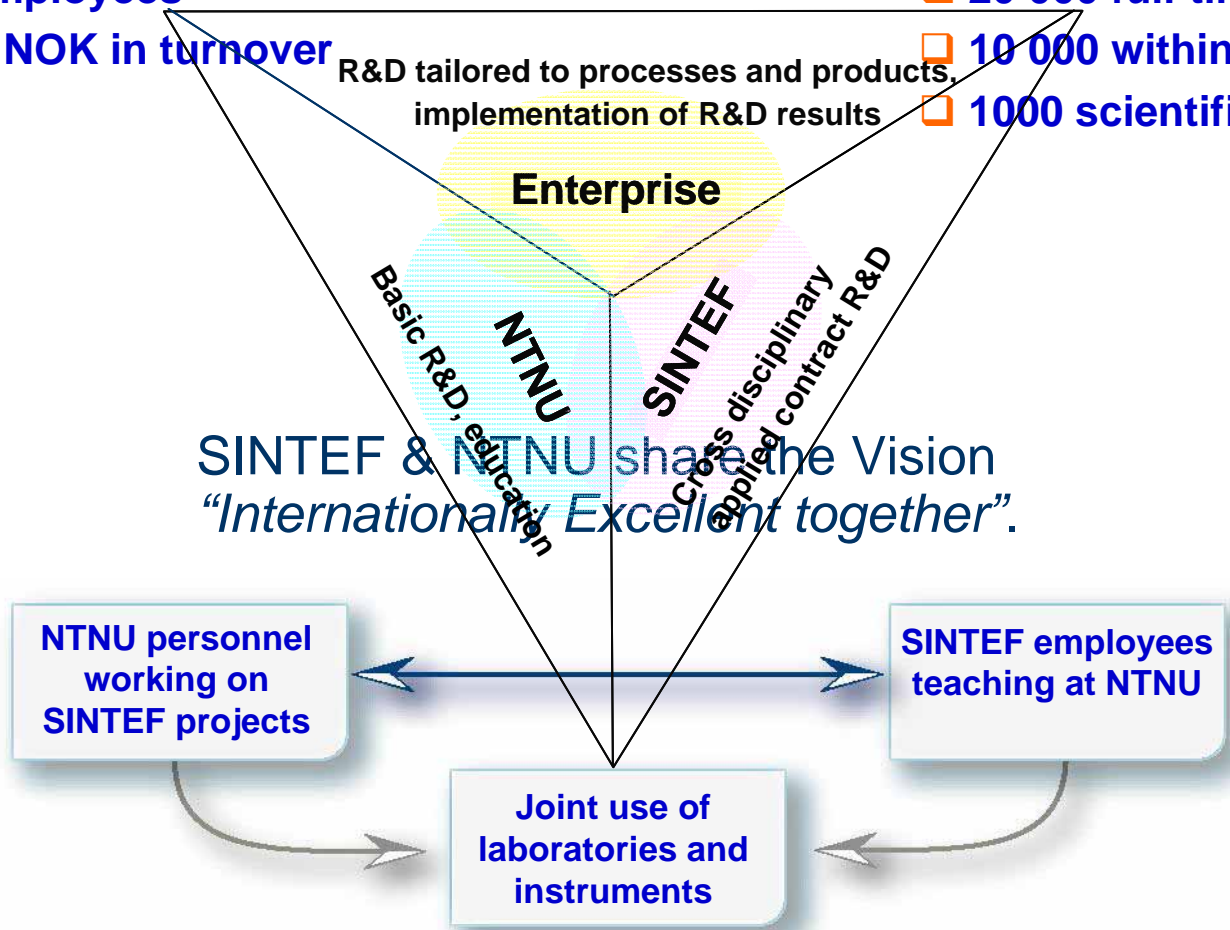 NOK in turnover
10 000 within
R&D tailored to processes and products,
implementation of R&D results
1000
Enterprise
NTNU
Basic R&D, education
SINTEF
Cross disciplinary
applied contract R&D
SINTEF & NTNU share the Vision
“Internationally Excellent together”.
NTNU personnel
working on
SINTEF projects
SINTEF employees
teaching at NTNU
Joint use of
laboratories and
instruments